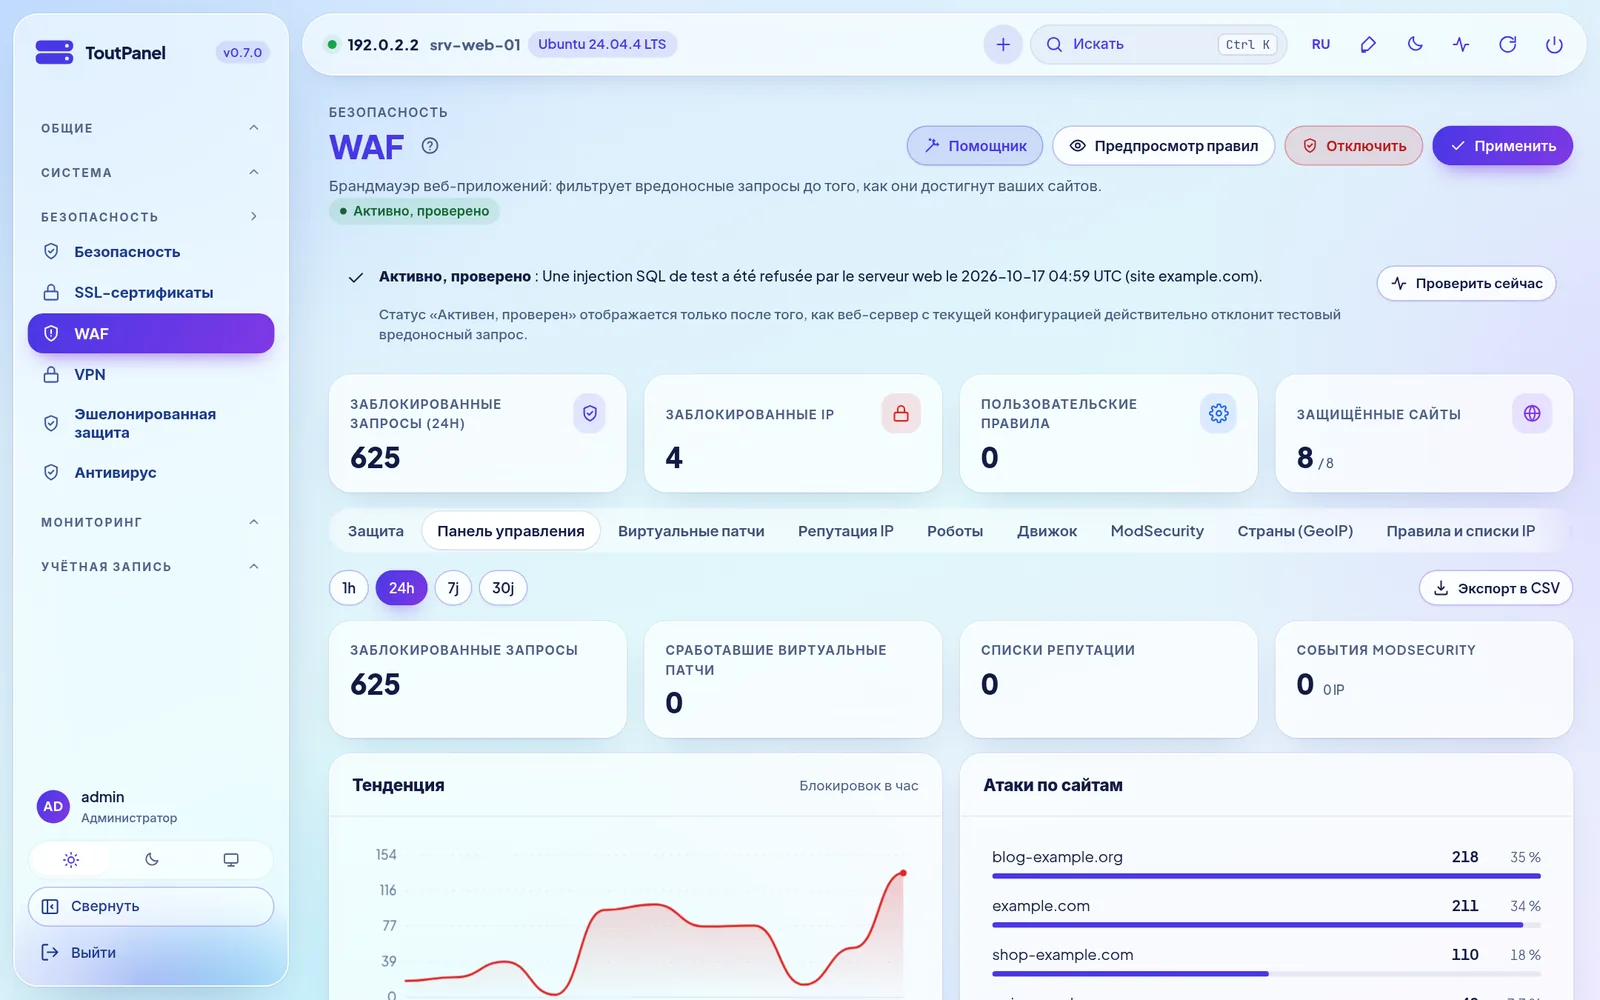 ToutPanel
v0.7.0
ОБЩИЕ
СИСТЕМА
БЕЗОПАСНОСТЬ
Безопасность
SSL-сертификаты
WAF
VPN
Эшелонированная
защита
Антивирус
МОНИТОРИНГ
УЧЁТНАЯ ЗАПИСЬ
AD
admin
Администратор
Свернуть
Выйти
192.0.2.2 srv-web-01 Ubuntu 24.04.4 LTS
Искать Ctrl K
RU
БЕЗОПАСНОСТЬ
WAF
Помощник
Предпросмотр правил
Отключить
Применить
Брандмауэр веб-приложений: фильтрует вредоносные запросы до того, как они достигнут ваших сайтов.
Активно, проверено
Активно, проверено : Une injection SQL de test a été refusée par le serveur web le 2026-10-17 04:59 UTC (site example.com).
Статус «Активен, проверен» отображается только после того, как веб-сервер с текущей конфигурацией действительно отклонит тестовый
вредоносный запрос.
Проверить сейчас
ЗАБЛОКИРОВАННЫЕ
ЗАПРОСЫ (24H)
625
ЗАБЛОКИРОВАННЫЕ IP
4
ПОЛЬЗОВАТЕЛЬСКИЕ
ПРАВИЛА
0
ЗАЩИЩЁННЫЕ САЙТЫ
8 / 8
Защита
Панель управления
Виртуальные патчи
Репутация IP
Роботы
Движок
ModSecurity
Страны (GeoIP)
Правила и списки IP
1h
24h
7j
30j
Экспорт в CSV
ЗАБЛОКИРОВАННЫЕ ЗАПРОСЫ
625
СРАБОТАВШИЕ ВИРТУАЛЬНЫЕ
ПАТЧИ
0
СПИСКИ РЕПУТАЦИИ
0
СОБЫТИЯ MODSECURITY
0 0 IP
Тенденция
Блокировок в час
154
116
77
39
0
Атаки по сайтам
blog-example.org 218 35 %
example.com 211 34 %
shop-example.com 110 18 %